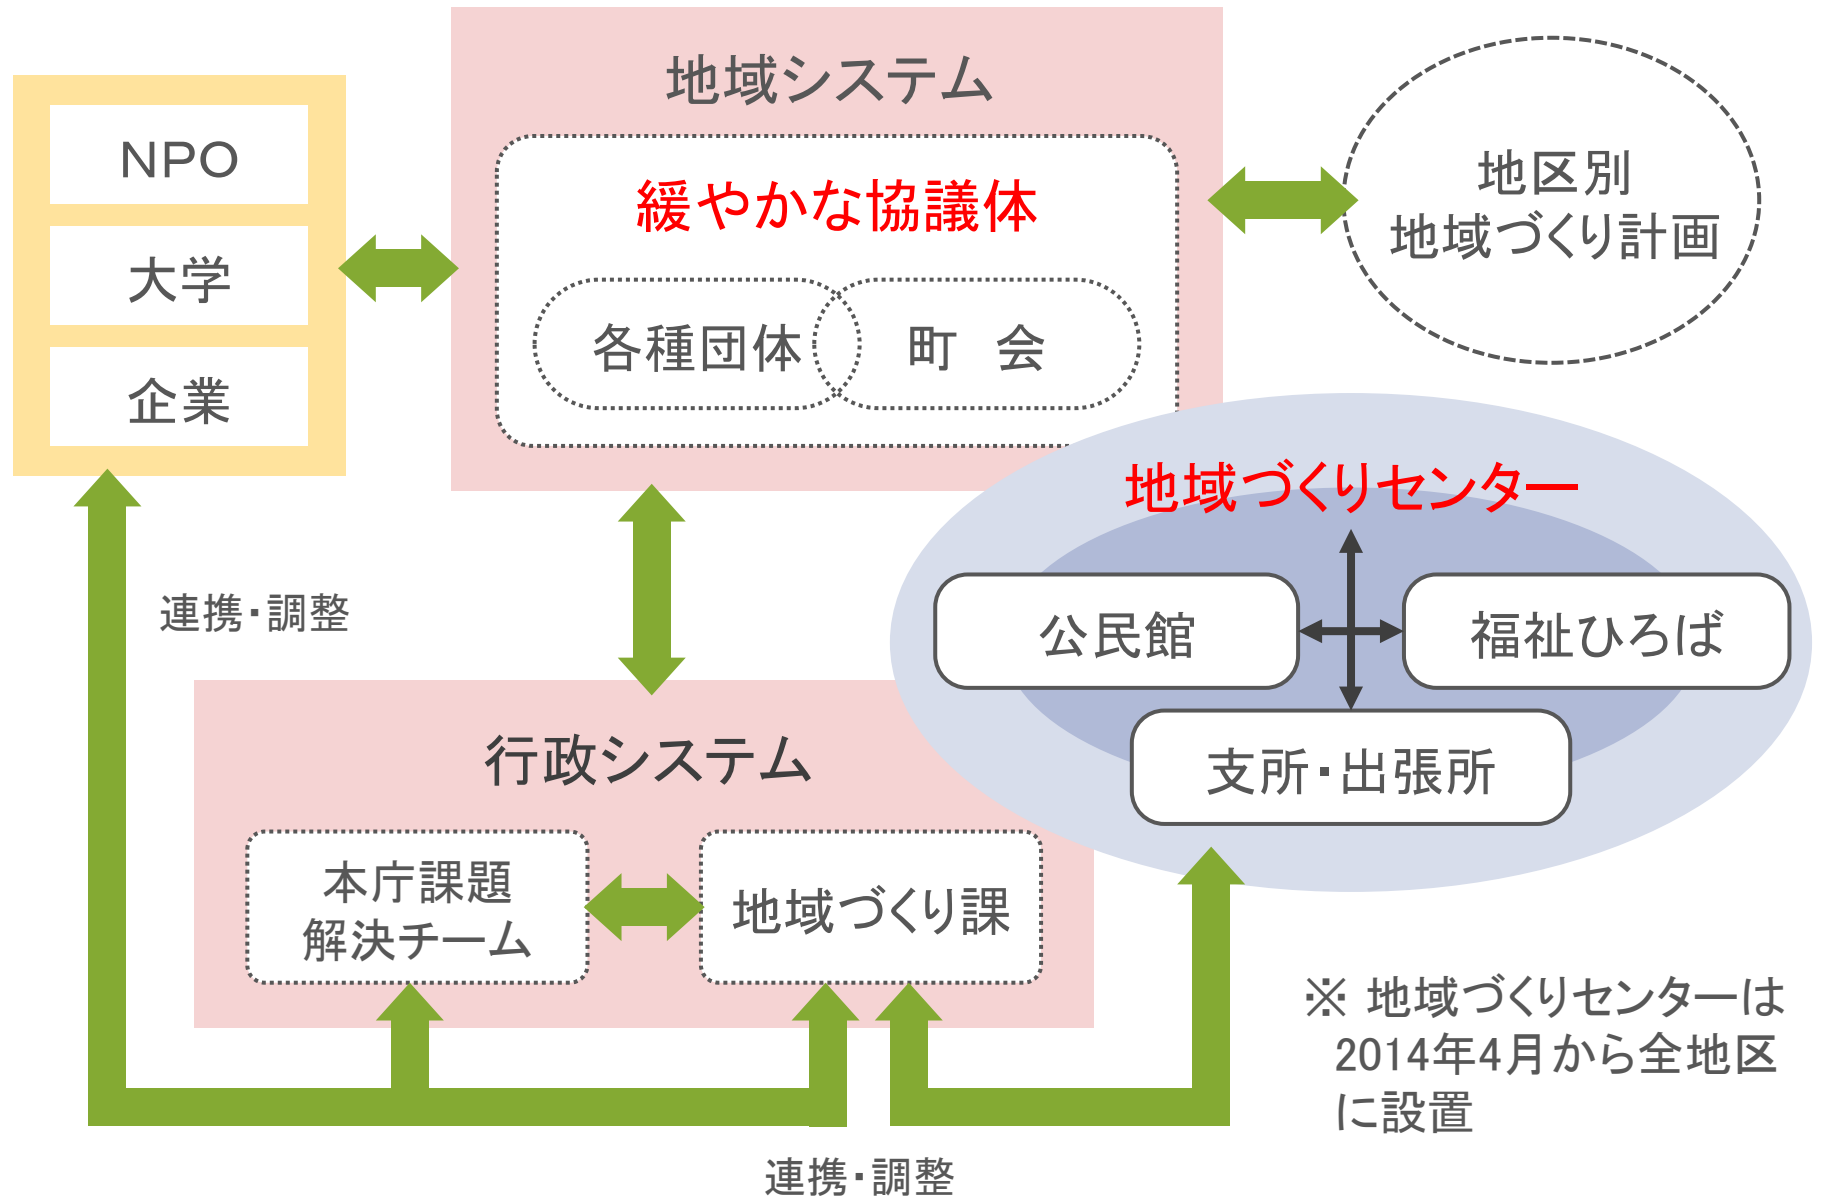 地域システム
NPO
大学
企業
緩やかな協議体
各種団体
町　会
地区別
地域づくり計画
地域づくりセンター
公民館
福祉ひろば
支所・出張所
連携・調整
行政システム
本庁課題
解決チーム
地域づくり課
※ 地域づくりセンターは
2014年4月から全地区
に設置
連携・調整